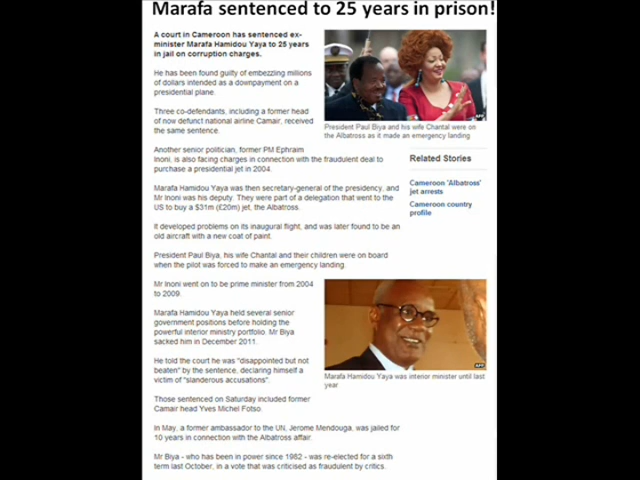 Marafa sentenced to 25 years in prison!
A court in Cameroon has sentenced ex-
minister Marafa Hamidou Yaya to 25 years
in jail on corruption charges.
He has been found guilty of embezzling millions
of dollars intended as a downpayment on a
presidential plane.
Three co-defendants, including a former head
of now defunct national airline Camair, received
the same sentence.
AFP
President Paul Biya and his wife Chantal were on
the Albatross as it made an emergency landing
Another senior politician, former PM Ephraim
Inoni, is also facing charges in connection with the fraudulent deal to
purchase a presidential jet in 2004.
Marafa Hamidou Yaya was then secretary-general of the presidency, and
Mr Inoni was his deputy. They were part of a delegation that went to the
US to buy a $31m (£20m) jet, the Albatross.
It developed problems on its inaugural flight, and was later found to be an
old aircraft with a new coat of paint.
President Paul Biya, his wife Chantal and their children were on board
when the pilot was forced to make an emergency landing.
Related Stories
Cameroon 'Albatross'
jet arrests
Cameroon country
profile
Mr Inoni went on to be prime minister from 2004
to 2009.
Marafa Hamidou Yaya held several senior
government positions before holding the
powerful interior ministry portfolio. Mr Biya
sacked him in December 2011.
He told the court he was "disappointed but not
beaten" by the sentence, declaring himself a
victim of "slanderous accusations".
AFP
Marafa Hamidou Yaya was interior minister until last
year
Those sentenced on Saturday included former
Camair head Yves Michel Fotso.
In May, a former ambassador to the UN, Jerome Mendouga, was jailed for
10 years in connection with the Albatross affair.
Mr Biya - who has been in power since 1982 - was re-elected for a sixth
term last October, in a vote that was criticised as fraudulent by critics.